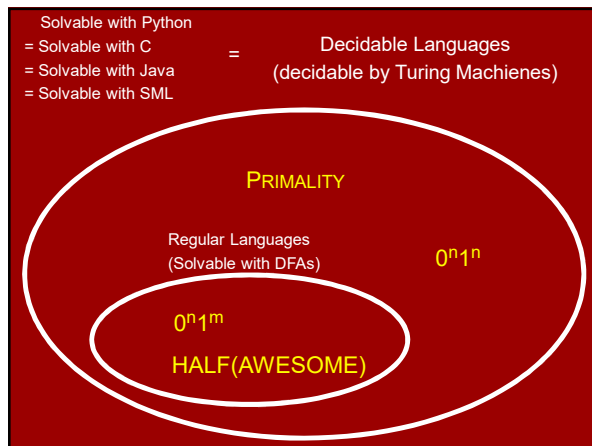 Solvable with Python
= Solvable with C
= Solvable with Java
= Solvable with SML
=
Decidable Languages
(decidable by Turing Machienes)
PRIMALITY
Regular Languages
(Solvable with DFAs)
0ⁿ1ⁿ
0ⁿ1ᵐ
HALF(AWESOME)